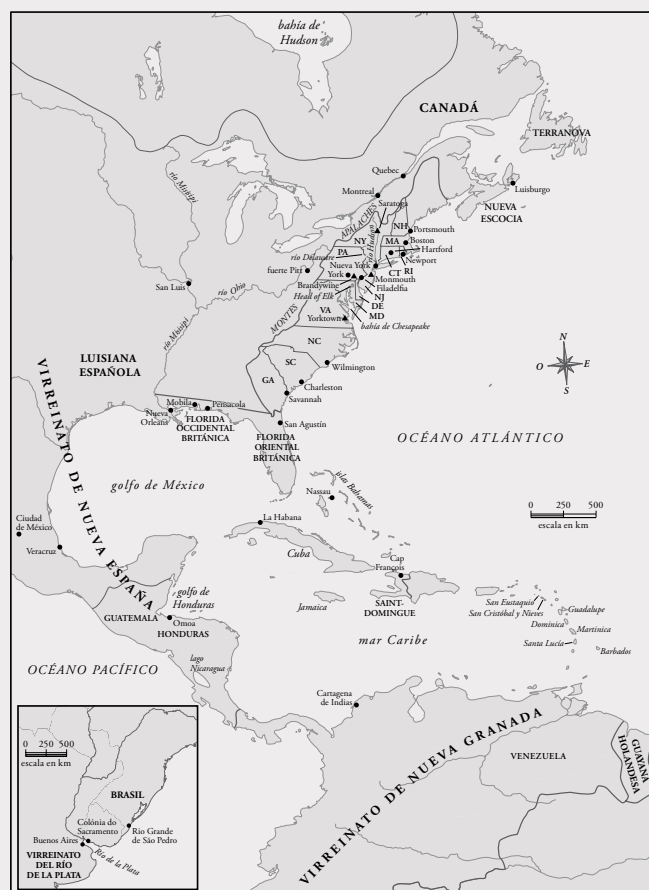 bahía de
Hudson
CANADÁ
TERRANOVA
río Misisipi
Quebec
Montreal
Saratoga
Luisburgo
NUEVA
ESCOCIA
APALACHES
NH
Portsmouth
NY
río Hudson
MA
Boston
Hartford
PA
río Delaware
CT
RI
Newport
fuerte Pitt
Nueva York
York
Monmouth
Filadelfia
Brandywine
Head of Elk
NJ
DE
MD
San Luis
río Ohio
MONTES
VA
Yorktown
bahía de Chesapeake
río Misisipi
NC
N
O
E
S
LUISIANA
ESPAÑOLA
SC
Wilmington
GA
Charleston
Savannah
Mobila
Pensacola
Nueva
Orleáns
FLORIDA
OCCIDENTAL
BRITÁNICA
San Agustín
FLORIDA
ORIENTAL
BRITÁNICA
OCÉANO ATLÁNTICO
VIRREINATO DE NUEVA ESPAÑA
golfo de México
Nassau
islas Bahamas
0 250 500
escala en km
Ciudad
de México
Veracruz
La Habana
Cuba
Cap
François
golfo de
Honduras
Jamaica
SAINT-
DOMINGUE
San Eustaquio
San Cristóbal y Nieves
Guadalupe
Dominica
Martinica
Santa Lucía
Barbados
GUATEMALA
Omoa
HONDURAS
mar Caribe
OCÉANO PACÍFICO
lago
Nicaragua
Cartagena
de Indias
VIRREINATO DE NUEVA GRANADA
VENEZUELA
GUAYANA
HOLANDESA
0 250 500
escala en km
BRASIL
Colônia do
Sacramento
Rio Grande
de São Pedro
Buenos Aires
Río de la Plata
VIRREINATO
DEL RÍO
DE LA PLATA